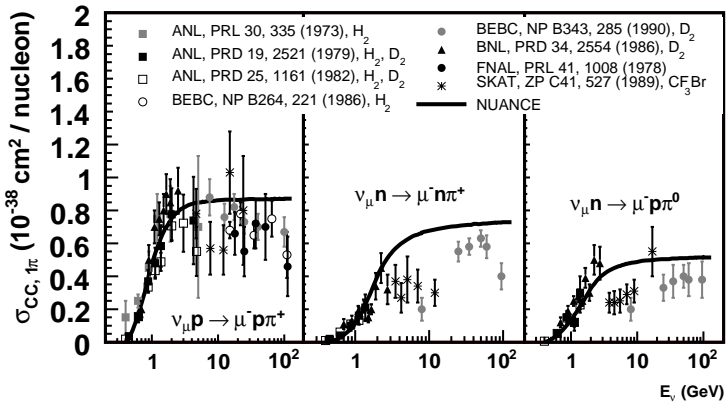 ANL, PRL 30, 335 (1973), H₂
ANL, PRD 19, 2521 (1979), H₂, D₂
ANL, PRD 25, 1161 (1982), H₂, D₂
BEBC, NP B264, 221 (1986), H₂
BEBC, NP B343, 285 (1990), D₂
BNL, PRD 34, 2554 (1986), D₂
FNAL, PRL 41, 1008 (1978)
SKAT, ZP C41, 527 (1989), CF₃Br
NUANCE
σCC, 1π (10⁻³⁸ cm² / nucleon)
2
1.8
1.6
1.4
1.2
1
0.8
0.6
0.4
0.2
0
νμp → μ⁻pπ⁺
νμn → μ⁻nπ⁺
νμn → μ⁻pπ⁰
1 10 10²
1 10 10²
1 10 10²
Eν (GeV)